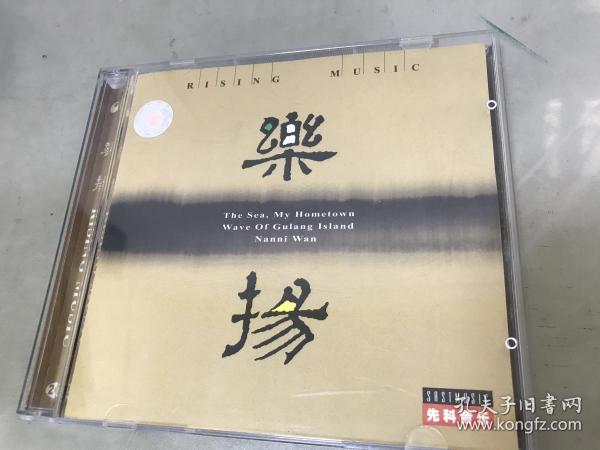 RISING MUSIC
樂
The Sea, My Hometown
Wave Of Gulang Island
Nanni Wan
揚
SASTMUSIC
先科音乐
孔夫子旧书网
www.kongfz.com